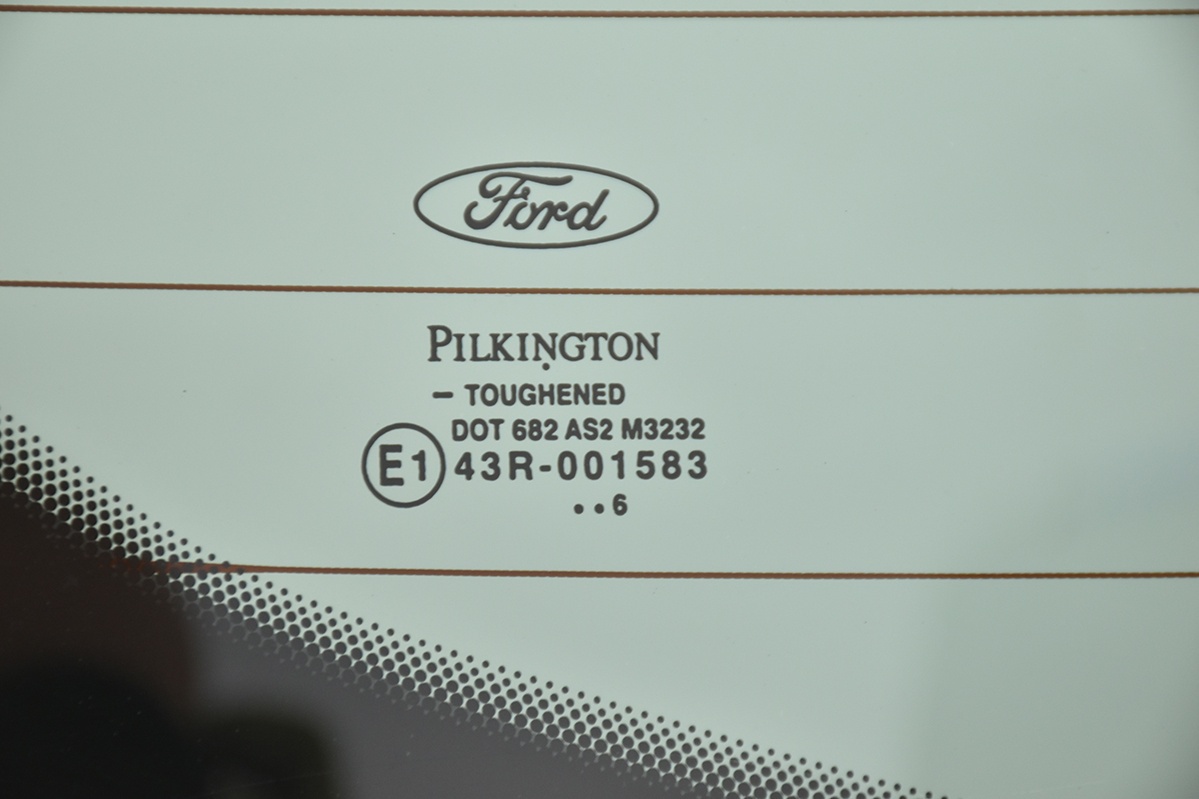 Ford
PILKINGTON
- TOUGHENED
DOT 682 AS2 M3232
E1 43R-001583
..6